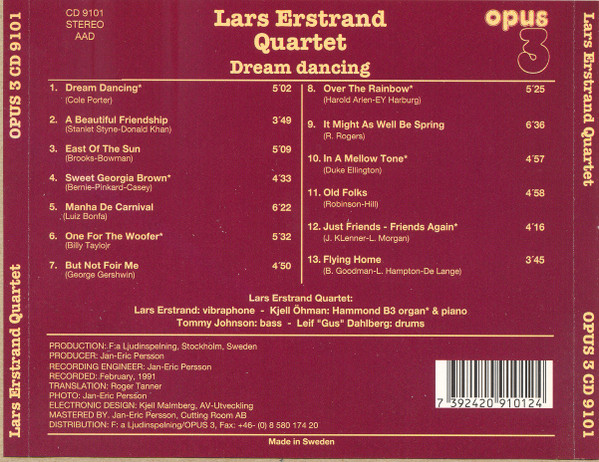 CD 9101
STEREO
AAD
Lars Erstrand
Quartet
Dream dancing
opus
3
1. Dream Dancing* 5'02
(Cole Porter)
2. A Beautiful Friendship 3'49
(Stanlet Styne-Donald Khan)
3. East Of The Sun 5'09
(Brooks-Bowman)
4. Sweet Georgia Brown* 4'33
(Bernie-Pinkard-Casey)
5. Manha De Carnival 6'22
(Luiz Bonfa)
6. One For The Woofer* 5'32
(Billy Taylojr
7. But Not Foir Me 4'50
(George Gershwin)
8. Over The Rainbow* 5'25
(Harold Arlen-EY Harburg)
9. It Might As Well Be Spring 6'36
(R. Rogers)
10. In A Mellow Tone* 4'57
(Duke Ellington)
11. Old Folks 4'58
(Robinson-Hill)
12. Just Friends - Friends Again* 4'16
(J. KLenner-L. Morgan)
13. Flying Home 3'45
(B. Goodman-L. Hampton-De Lange)
Lars Erstrand Quartet:
Lars Erstrand: vibraphone - Kjell Öhman: Hammond B3 organ* & piano
Tommy Johnson: bass - Leif "Gus" Dahlberg: drums
PRODUCTION: F:a Ljudinspelning, Stockholm, Sweden
PRODUCER: Jan-Eric Persson
RECORDING ENGINEER: Jan-Eric Persson
RECORDED: February, 1991
TRANSLATION: Roger Tanner
PHOTO: Jan-Eric Persson
ELECTRONIC DESIGN: Kjell Malmberg, AV-Utveckling
MASTERED BY. Jan-Eric Persson, Cutting Room AB
DISTRIBUTION: F: a Ljudinspelning/OPUS 3, Fax: +46- (0) 8 580 174 20
7 392420 910124
Made in Sweden
OPUS 3 CD 9101
Lars Erstrand Quartet
Lars Erstrand Quartet
OPUS 3 CD 9101